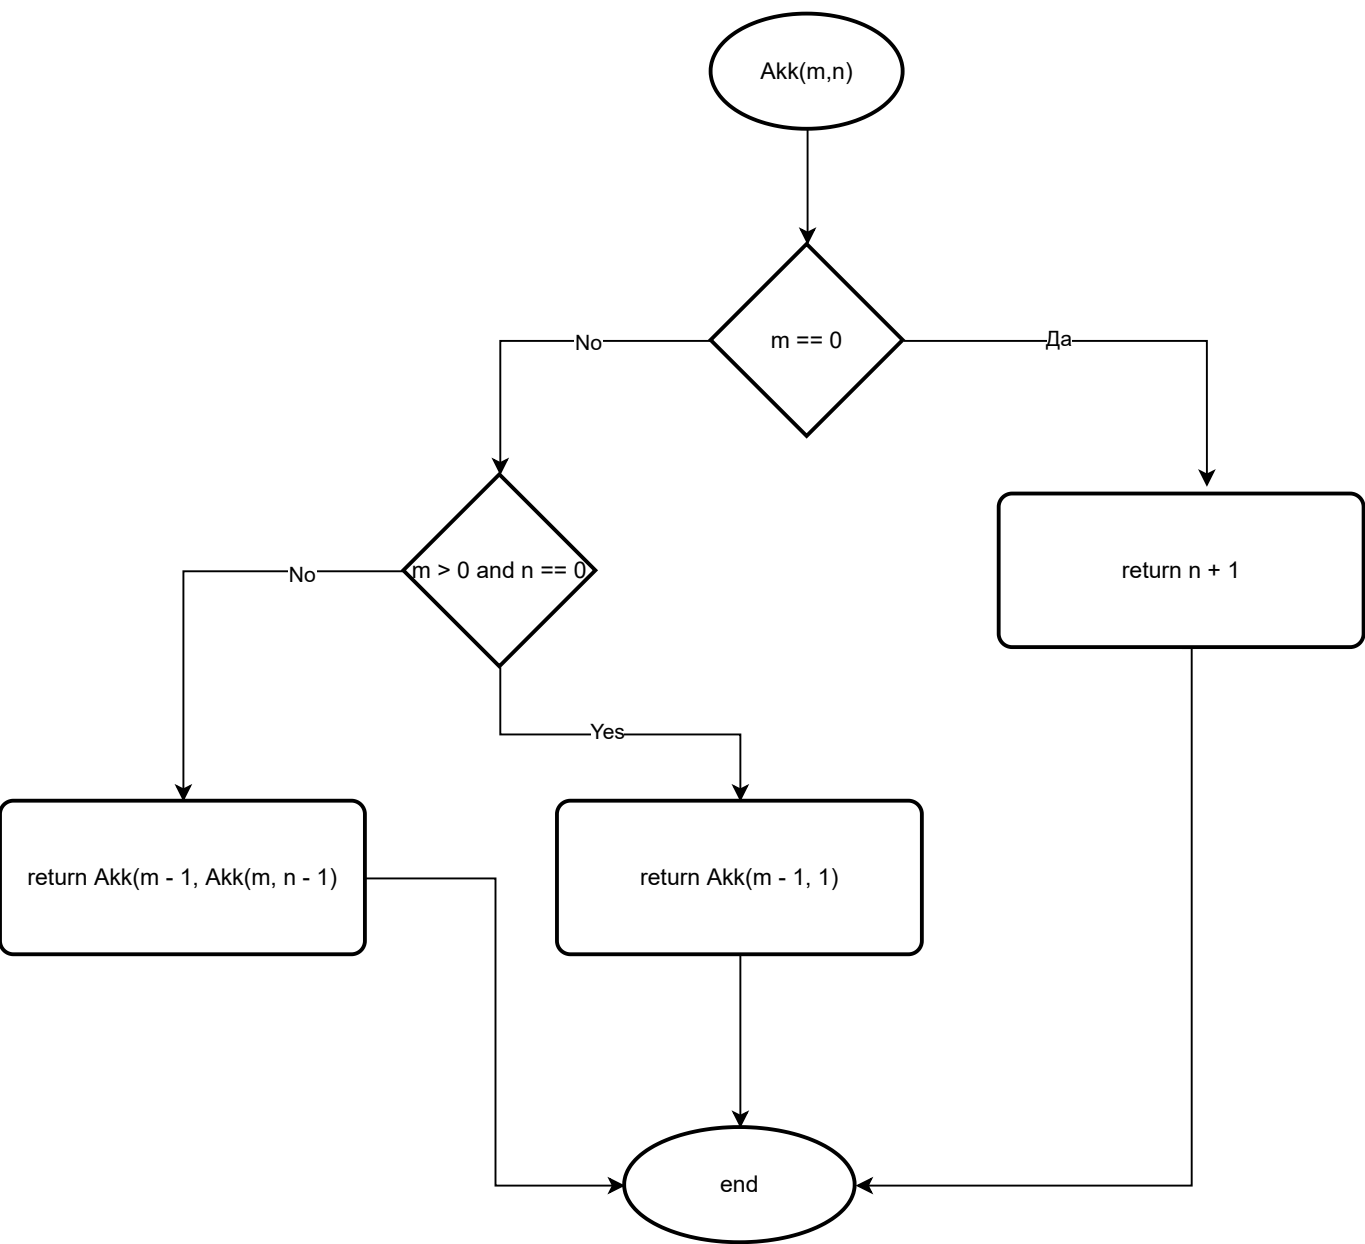 Akk(m,n)
m == 0
No
Да
m > 0 and n == 0
No
return n + 1
Yes
return Akk(m - 1, Akk(m, n - 1)
return Akk(m - 1, 1)
end